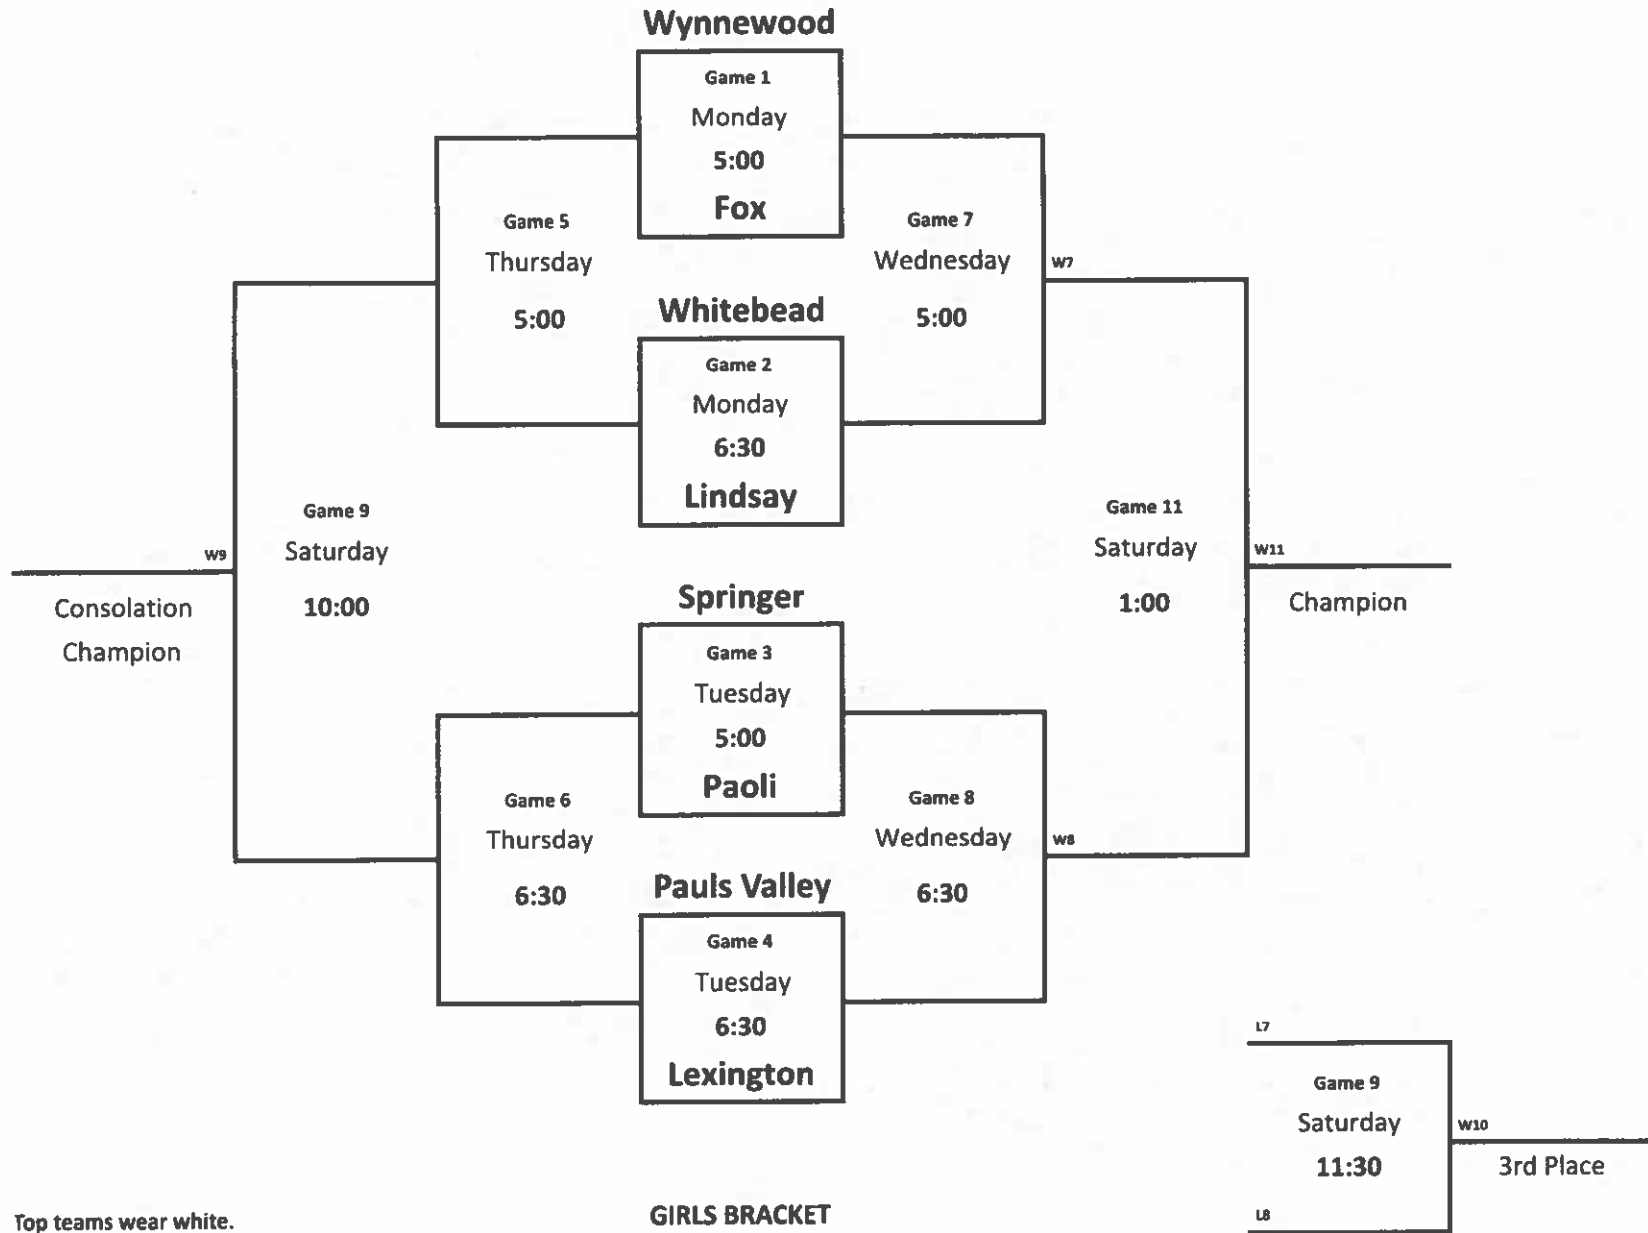 Wynnewood
Game 1
Monday
5:00
Fox
Game 5
Thursday
5:00
Game 7
Wednesday
5:00
W7
Whitebead
Game 2
Monday
6:30
Lindsay
Game 9
Saturday
10:00
W9
Consolation
Champion
Game 11
Saturday
1:00
W11
Champion
Springer
Game 3
Tuesday
5:00
Paoli
Game 6
Thursday
6:30
Game 8
Wednesday
6:30
W8
Pauls Valley
Game 4
Tuesday
6:30
Lexington
L7
Game 9
Saturday
11:30
L8
W10
3rd Place
Top teams wear white.
GIRLS BRACKET